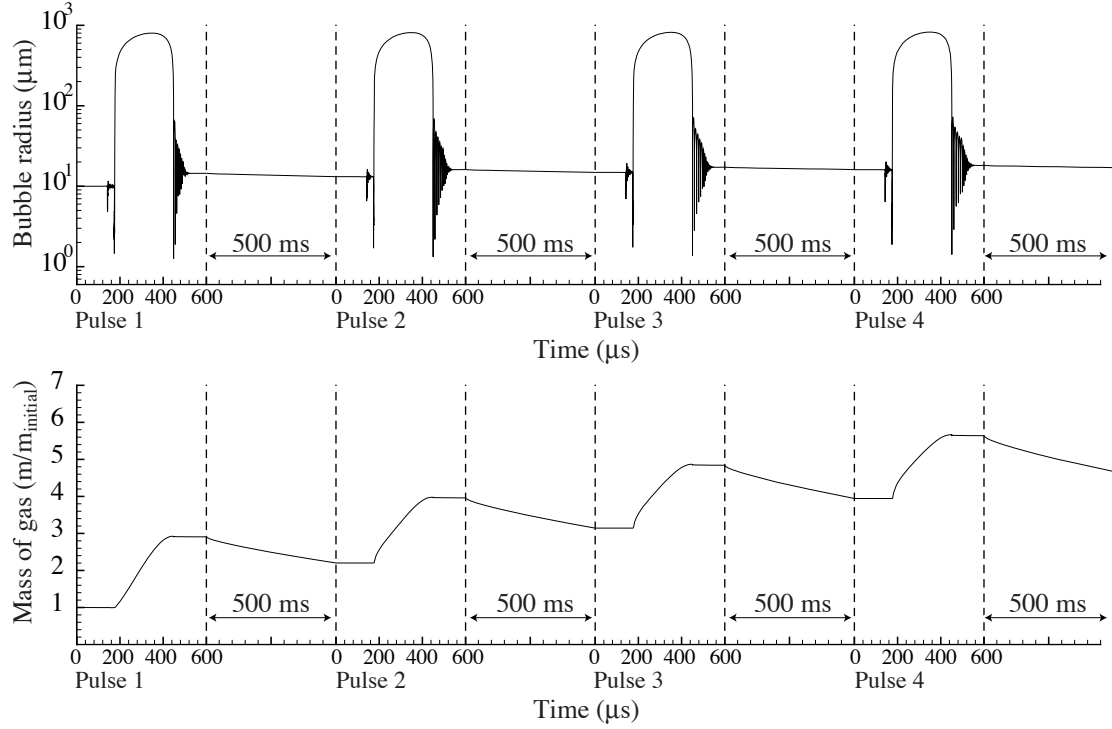 Bubble radius (μm)
10³
10²
10¹
10⁰
500 ms 500 ms 500 ms 500 ms
0 200 400 600 0 200 400 600 0 200 400 600 0 200 400 600
Pulse 1 Pulse 2 Pulse 3 Pulse 4
Time (μs)
Mass of gas (m/m_initial)
7
6
5
4
3
2
1
500 ms 500 ms 500 ms 500 ms
0 200 400 600 0 200 400 600 0 200 400 600 0 200 400 600
Pulse 1 Pulse 2 Pulse 3 Pulse 4
Time (μs)